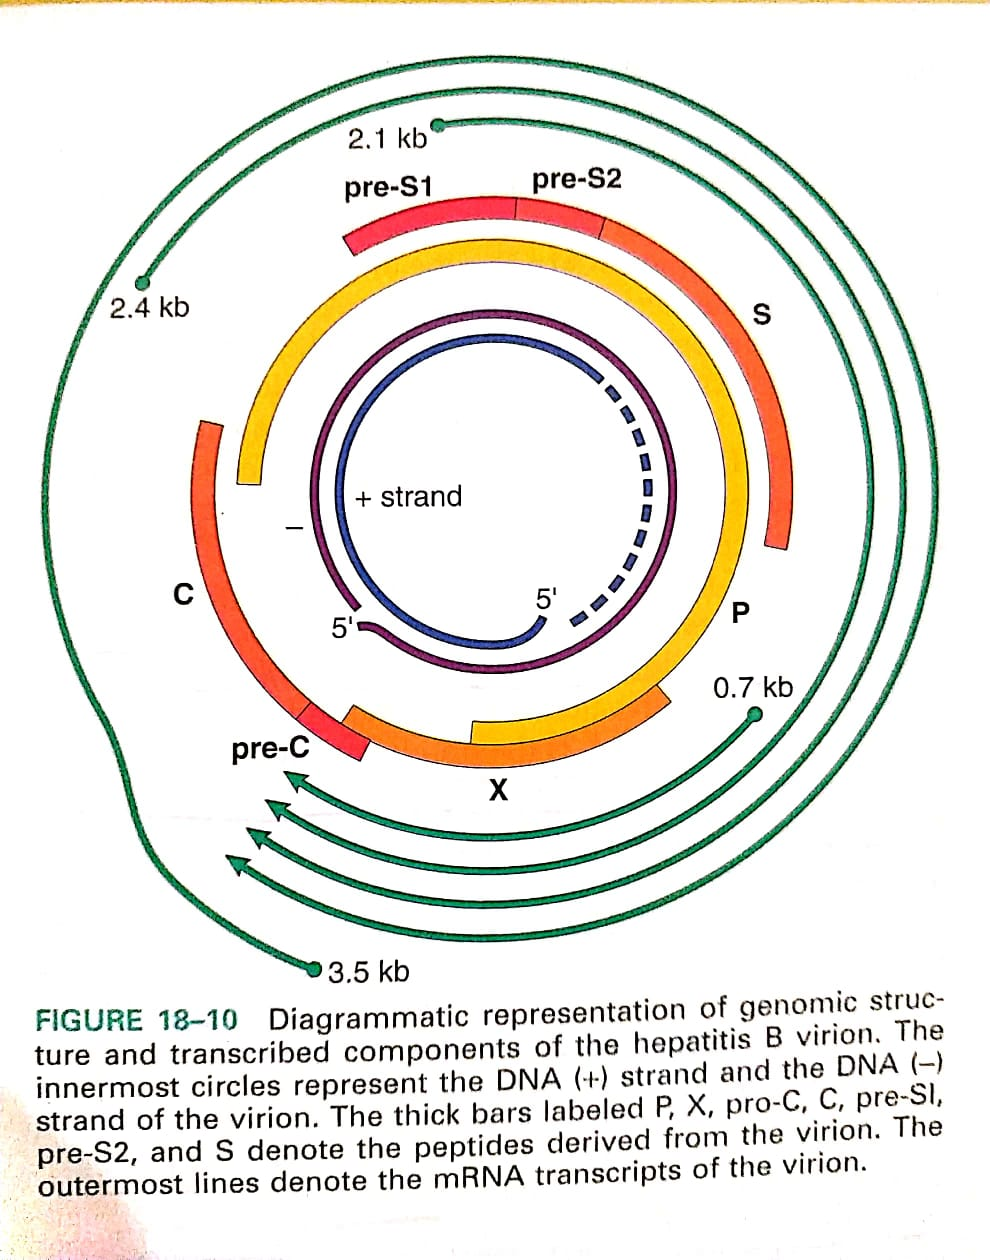 2.1 kb
pre-S1
pre-S2
2.4 kb
S
+ strand
–
C
5'
5'
P
0.7 kb
pre-C
X
3.5 kb
FIGURE 18–10 Diagrammatic representation of genomic struc-
ture and transcribed components of the hepatitis B virion. The
innermost circles represent the DNA (+) strand and the DNA (–)
strand of the virion. The thick bars labeled P, X, pro-C, C, pre-SI,
pre-S2, and S denote the peptides derived from the virion. The
outermost lines denote the mRNA transcripts of the virion.